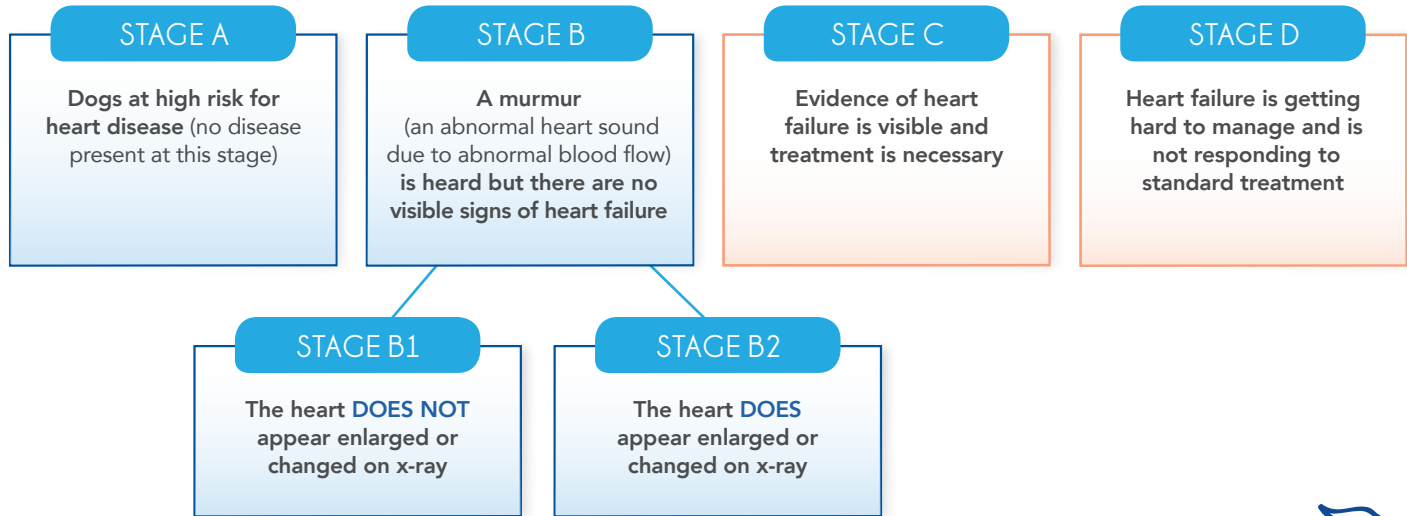 STAGE A
Dogs at high risk for
heart disease (no disease
present at this stage)
STAGE B
A murmur
(an abnormal heart sound
due to abnormal blood flow)
is heard but there are no
visible signs of heart failure
STAGE C
Evidence of heart
failure is visible and
treatment is necessary
STAGE D
Heart failure is getting
hard to manage and is
not responding to
standard treatment
STAGE B1
The heart DOES NOT
appear enlarged or
changed on x-ray
STAGE B2
The heart DOES
appear enlarged or
changed on x-ray